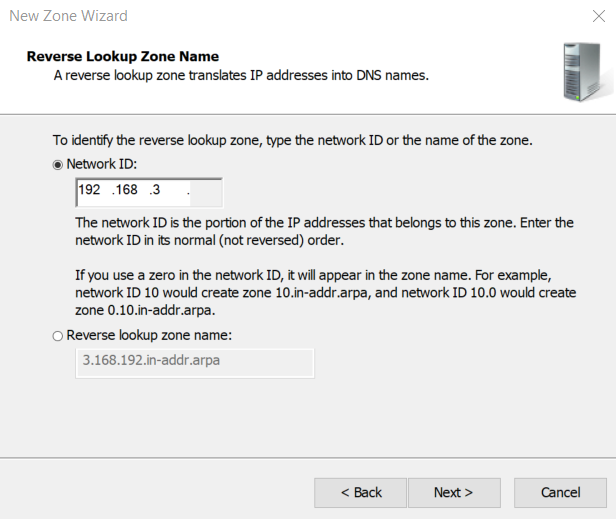 New Zone Wizard
Reverse Lookup Zone Name
A reverse lookup zone translates IP addresses into DNS names.
To identify the reverse lookup zone, type the network ID or the name of the zone.
Network ID:
192 .168 .3 .
The network ID is the portion of the IP addresses that belongs to this zone. Enter the
network ID in its normal (not reversed) order.
If you use a zero in the network ID, it will appear in the zone name. For example,
network ID 10 would create zone 10.in-addr.arpa, and network ID 10.0 would create
zone 0.10.in-addr.arpa.
Reverse lookup zone name:
3.168.192.in-addr.arpa
< Back Next > Cancel